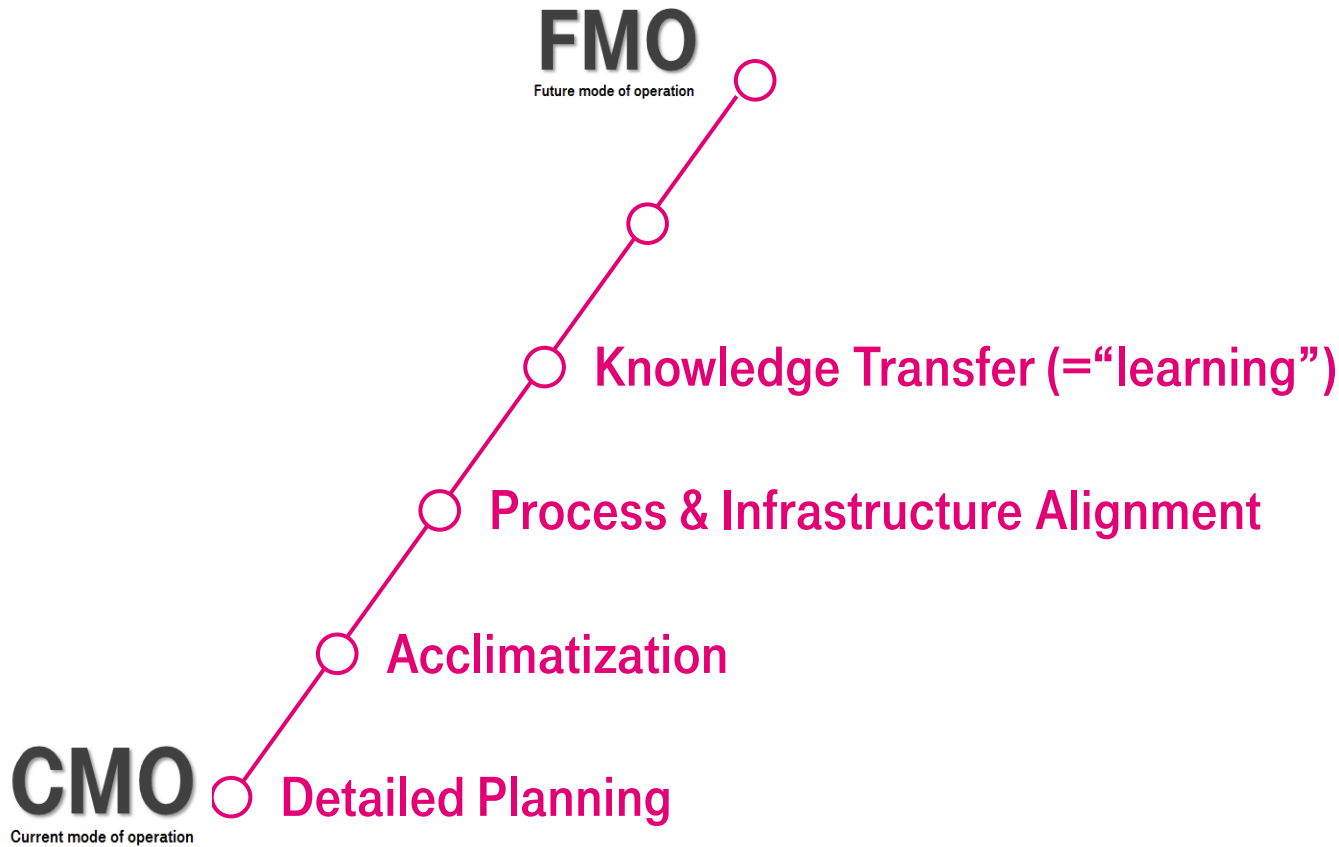 FMO
Future mode of operation
Knowledge Transfer (=“learning”)
Process & Infrastructure Alignment
Acclimatization
CMO
Current mode of operation
Detailed Planning